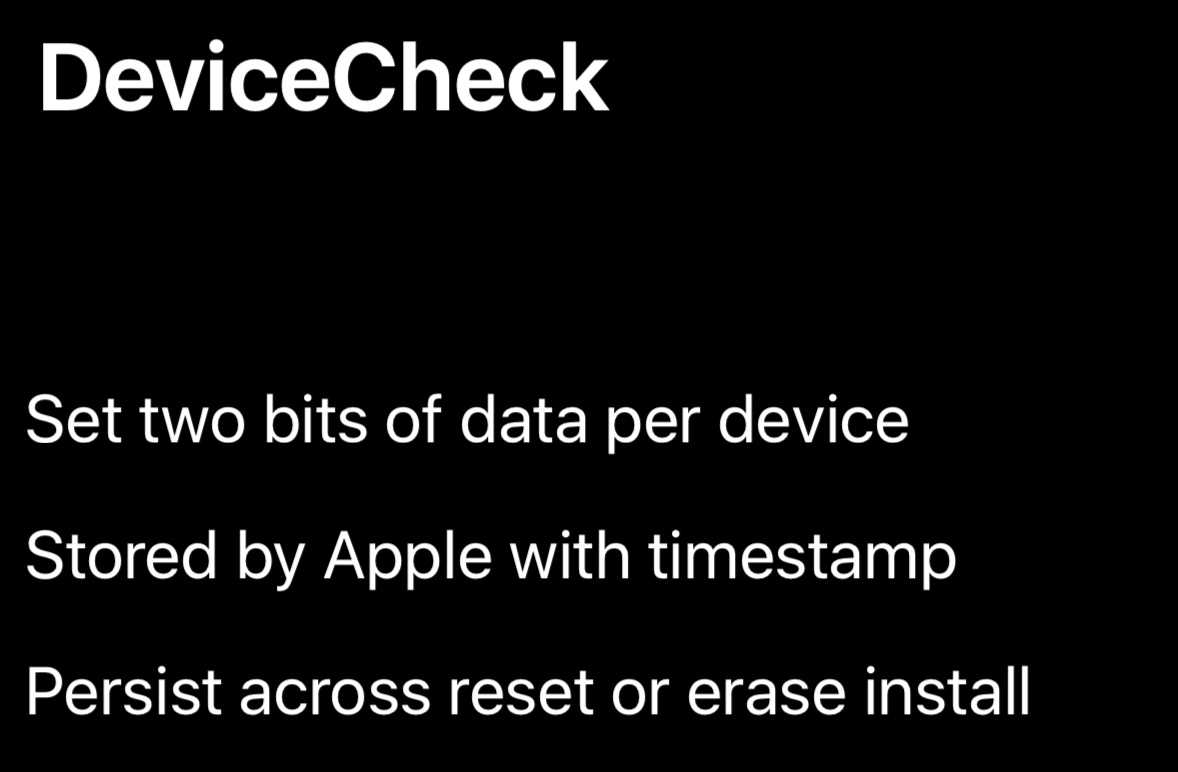 DeviceCheck
Set two bits of data per device
Stored by Apple with timestamp
Persist across reset or erase install